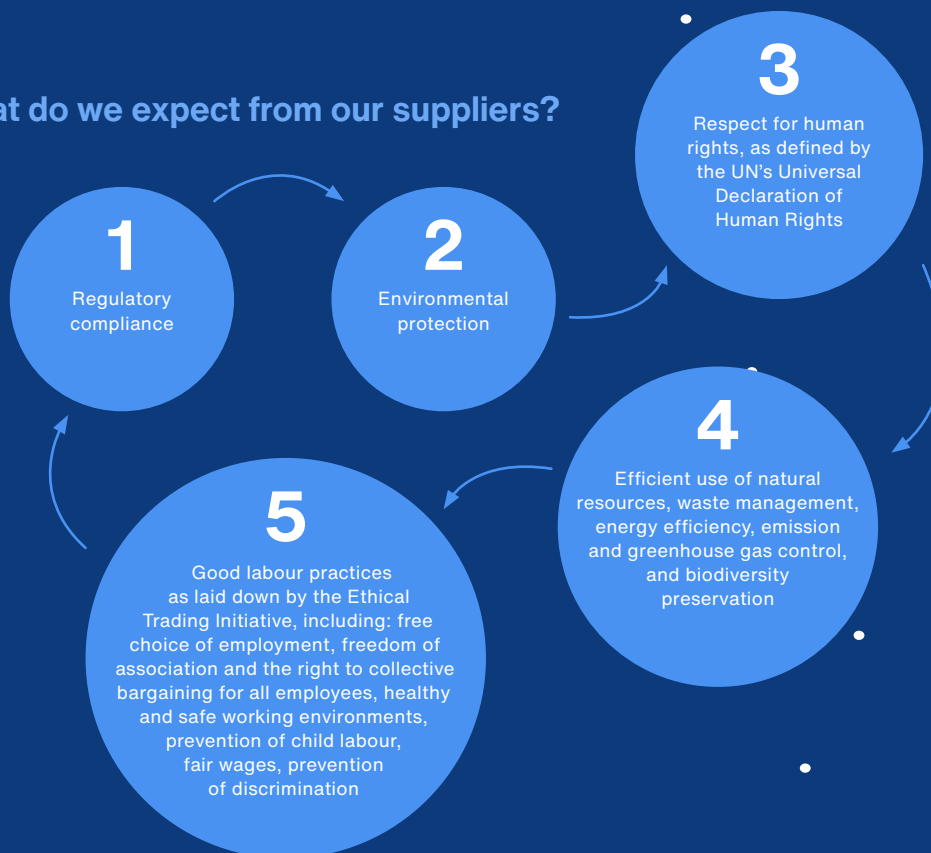 at do we expect from our suppliers?
1
Regulatory
compliance
2
Environmental
protection
3
Respect for human
rights, as defined by
the UN's Universal
Declaration of
Human Rights
4
Efficient use of natural
resources, waste management,
energy efficiency, emission
and greenhouse gas control,
and biodiversity
preservation
5
Good labour practices
as laid down by the Ethical
Trading Initiative, including: free
choice of employment, freedom of
association and the right to collective
bargaining for all employees, healthy
and safe working environments,
prevention of child labour,
fair wages, prevention
of discrimination